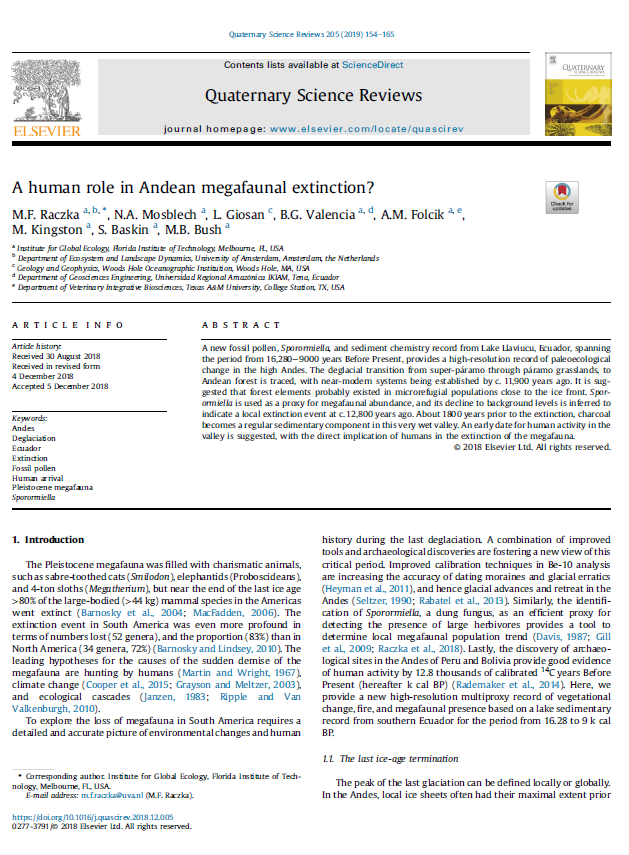 Quaternary Science Reviews 205 (2019) 154–165
Contents lists available at ScienceDirect
Quaternary Science Reviews
journal homepage: www.elsevier.com/locate/quascirev
ELSEVIER
QUATERNARY
SCIENCE REVIEWS
Check for
updates
A human role in Andean megafaunal extinction?
M.F. Raczka a, b, *, N.A. Mosblech a, L. Giosan c, B.G. Valencia a, d, A.M. Folcik a, e,
M. Kingston a, S. Baskin a, M.B. Bush a
a Institute for Global Ecology, Florida Institute of Technology, Melbourne, FL, USA
b Department of Ecosystem and Landscape Dynamics, University of Amsterdam, Amsterdam, the Netherlands
c Geology and Geophysics, Woods Hole Oceanographic Institution, Woods Hole, MA, USA
d Department of Geosciences Engineering, Universidad Regional Amazónica IKIAM, Tena, Ecuador
e Department of Veterinary Integrative Biosciences, Texas A&M University, College Station, TX, USA
ARTICLE INFO
Article history:
Received 30 August 2018
Received in revised form
4 December 2018
Accepted 5 December 2018
Keywords:
Andes
Deglaciation
Ecuador
Extinction
Fossil pollen
Human arrival
Pleistocene megafauna
Sporormiella
ABSTRACT
A new fossil pollen, Sporormiella, and sediment chemistry record from Lake Llaviucu, Ecuador, spanning
the period from 16,280–9000 years Before Present, provides a high-resolution record of paleoecological
change in the high Andes. The deglacial transition from super-páramo through páramo grasslands, to
Andean forest is traced, with near-modern systems being established by c. 11,900 years ago. It is sug-
gested that forest elements probably existed in microrefugial populations close to the ice front. Spor-
ormiella is used as a proxy for megafaunal abundance, and its decline to background levels is inferred to
indicate a local extinction event at c. 12,800 years ago. About 1800 years prior to the extinction, charcoal
becomes a regular sedimentary component in this very wet valley. An early date for human activity in the
valley is suggested, with the direct implication of humans in the extinction of the megafauna.
© 2018 Elsevier Ltd. All rights reserved.
1. Introduction
The Pleistocene megafauna was filled with charismatic animals,
such as sabre-toothed cats (Smilodon), elephantids (Proboscideans),
and 4-ton sloths (Megatherium), but near the end of the last ice age
>80% of the large-bodied (>44 kg) mammal species in the Americas
went extinct (Barnosky et al., 2004; MacFadden, 2006). The
extinction event in South America was even more profound in
terms of numbers lost (52 genera), and the proportion (83%) than in
North America (34 genera, 72%) (Barnosky and Lindsey, 2010). The
leading hypotheses for the causes of the sudden demise of the
megafauna are hunting by humans (Martin and Wright, 1967),
climate change (Cooper et al., 2015; Grayson and Meltzer, 2003),
and ecological cascades (Janzen, 1983; Ripple and Van
Valkenburgh, 2010).
To explore the loss of megafauna in South America requires a
detailed and accurate picture of environmental changes and human
history during the last deglaciation. A combination of improved
tools and archaeological discoveries are fostering a new view of this
critical period. Improved calibration techniques in Be-10 analysis
are increasing the accuracy of dating moraines and glacial erratics
(Heyman et al., 2011), and hence glacial advances and retreat in the
Andes (Seltzer, 1990; Rabatel et al., 2013). Similarly, the identifi-
cation of Sporormiella, a dung fungus, as an efficient proxy for
detecting the presence of large herbivores provides a tool to
determine local megafaunal population trend (Davis, 1987; Gill
et al., 2009; Raczka et al., 2018). Lastly, the discovery of archaeo-
logical sites in the Andes of Peru and Bolivia provide good evidence
of human activity by 12.8 thousands of calibrated 14C years Before
Present (hereafter k cal BP) (Rademaker et al., 2014). Here, we
provide a new high-resolution multiproxy record of vegetational
change, fire, and megafaunal presence based on a lake sedimentary
record from southern Ecuador for the period from 16.28 to 9 k cal
BP.
1.1. The last ice-age termination
The peak of the last glaciation can be defined locally or globally.
In the Andes, local ice sheets often had their maximal extent prior
* Corresponding author. Institute for Global Ecology, Florida Institute of Tech-
nology, Melbourne, FL, USA.
E-mail address: m.f.raczka@uva.nl (M.F. Raczka).
https://doi.org/10.1016/j.quascirev.2018.12.005
0277-3791/© 2018 Elsevier Ltd. All rights reserved.